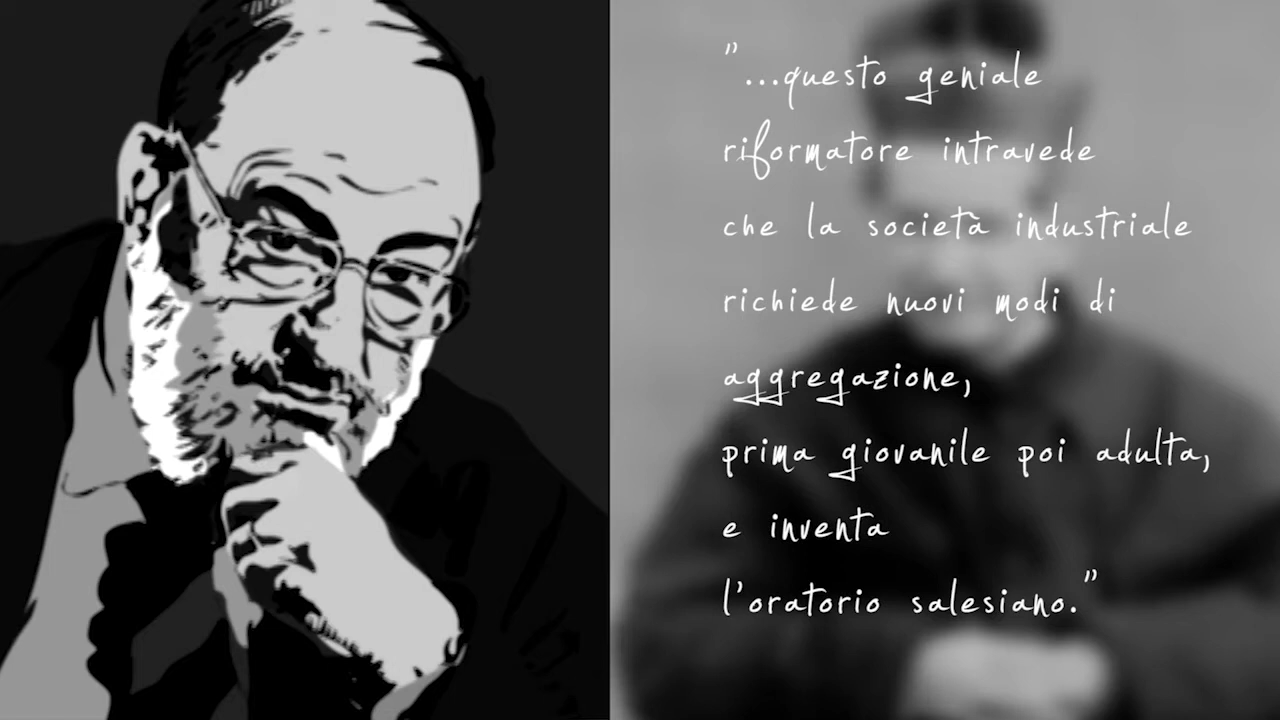 "...questo geniale
riformatore intravede
che la società industriale
richiede nuovi modi di
aggregazione,
prima giovanile poi adulta,
e inventa
l'oratorio salesiano."